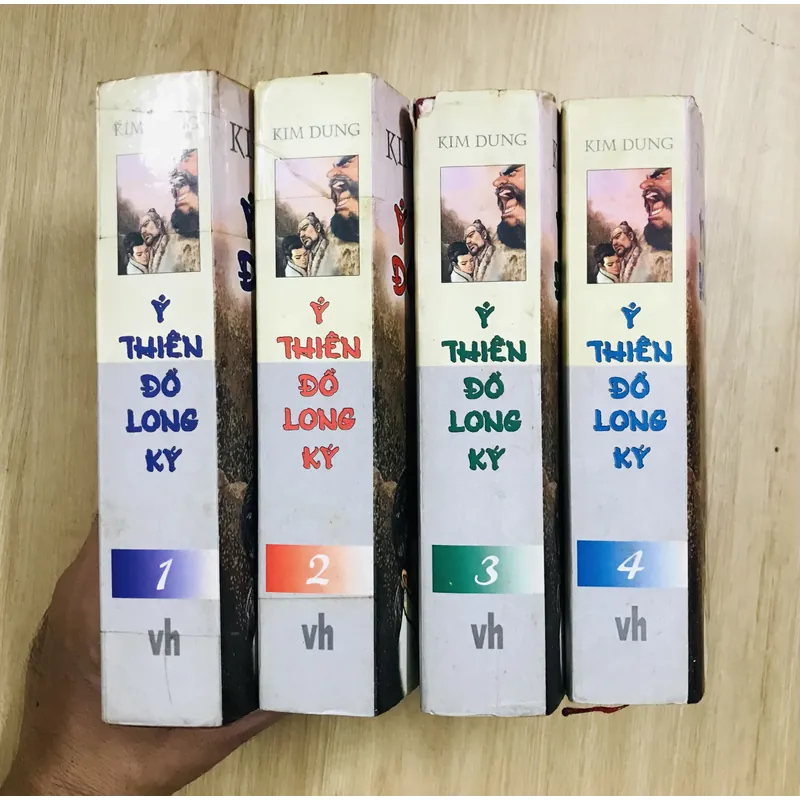 KIM DUNG
Ỷ
THIÊN
ĐỒ
LONG
KÝ
1
vh
KIM DUNG
Ỷ
THIÊN
ĐỒ
LONG
KÝ
2
vh
KIM DUNG
Ỷ
THIÊN
ĐỒ
LONG
KÝ
3
vh
KIM DUNG
Ỷ
THIÊN
ĐỒ
LONG
KÝ
4
vh